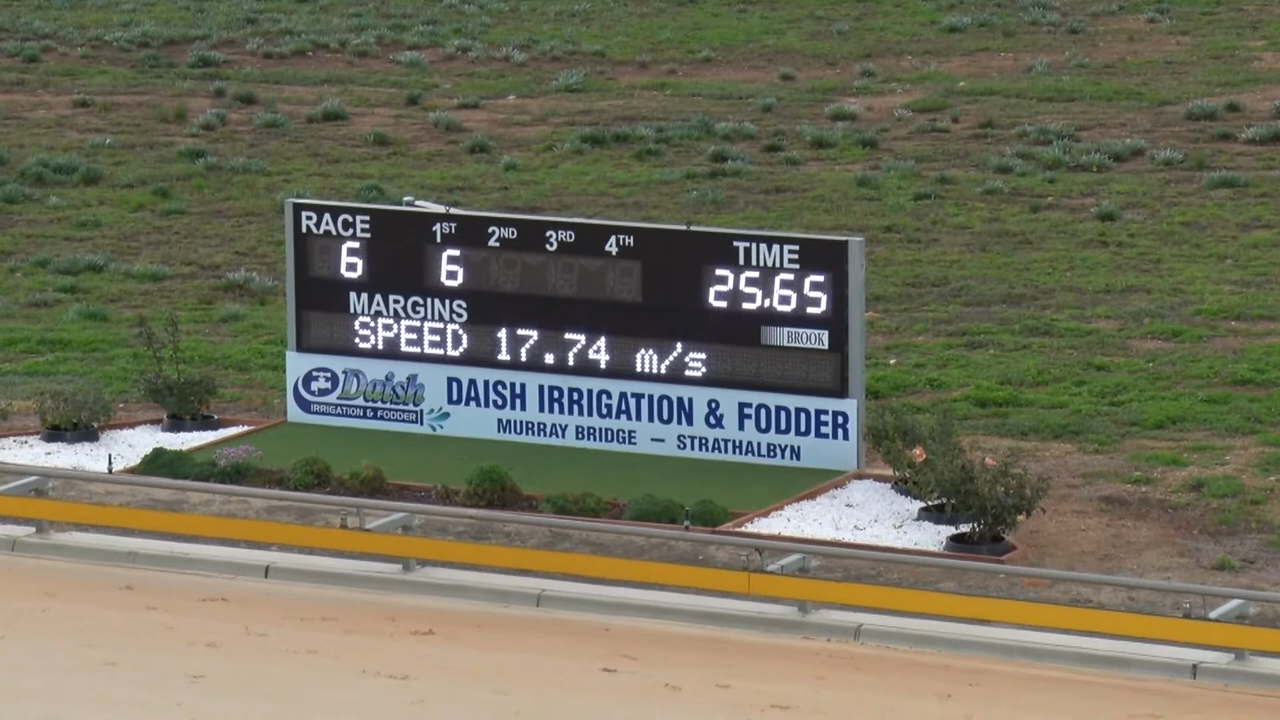 RACE 1ST 2ND 3RD 4TH TIME
6 6 25.65
MARGINS
SPEED 17.74 m/s
BROOK
Daish
IRRIGATION & FODDER
DAISH IRRIGATION & FODDER
MURRAY BRIDGE — STRATHALBYN